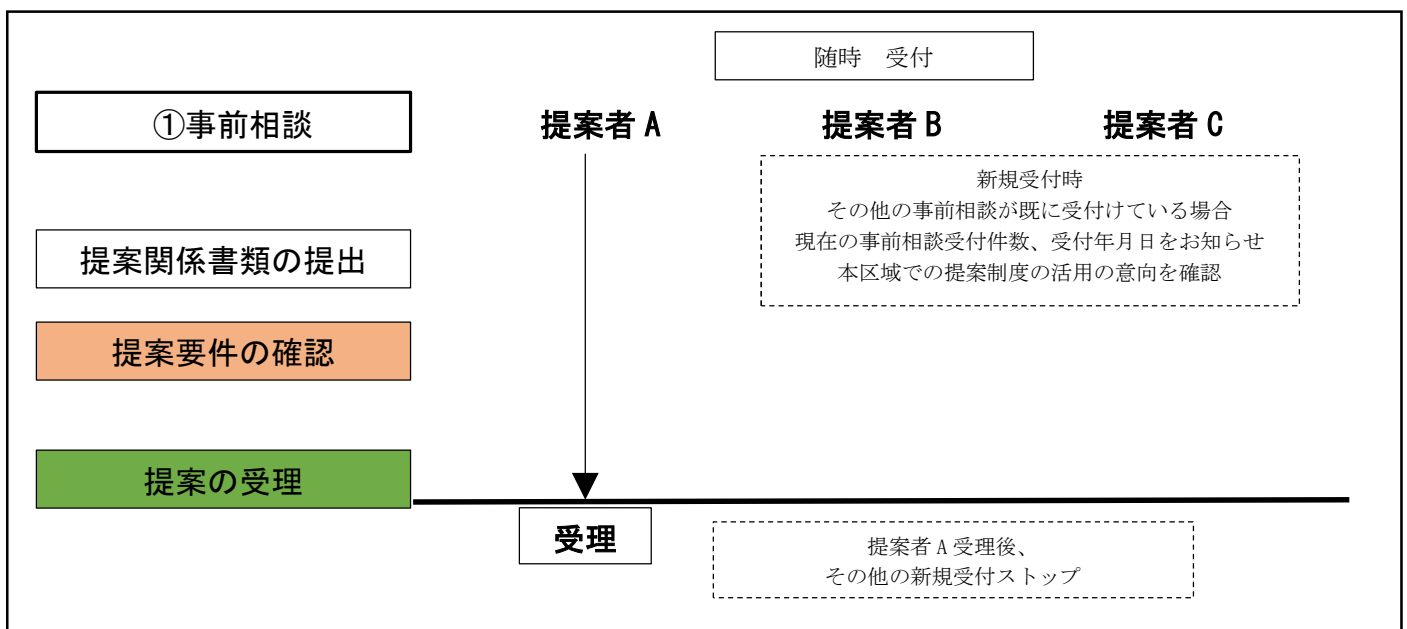 随時　受付
①事前相談
提案者 A
提案者 B
提案者 C
新規受付時
その他の事前相談が既に受付けている場合
現在の事前相談受付件数、受付年月日をお知らせ
本区域での提案制度の活用の意向を確認
提案関係書類の提出
提案要件の確認
提案の受理
受理
提案者 A 受理後、
その他の新規受付ストップ